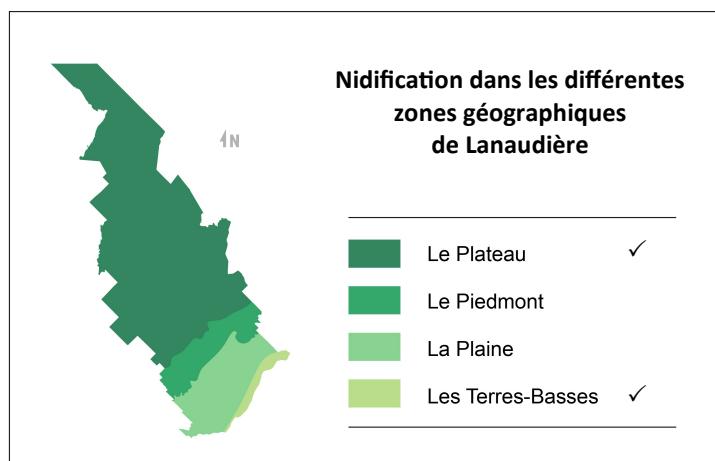 Nidification dans les différentes
zones géographiques
de Lanaudière
N
Le Plateau ✓
Le Piedmont
La Plaine
Les Terres-Basses ✓